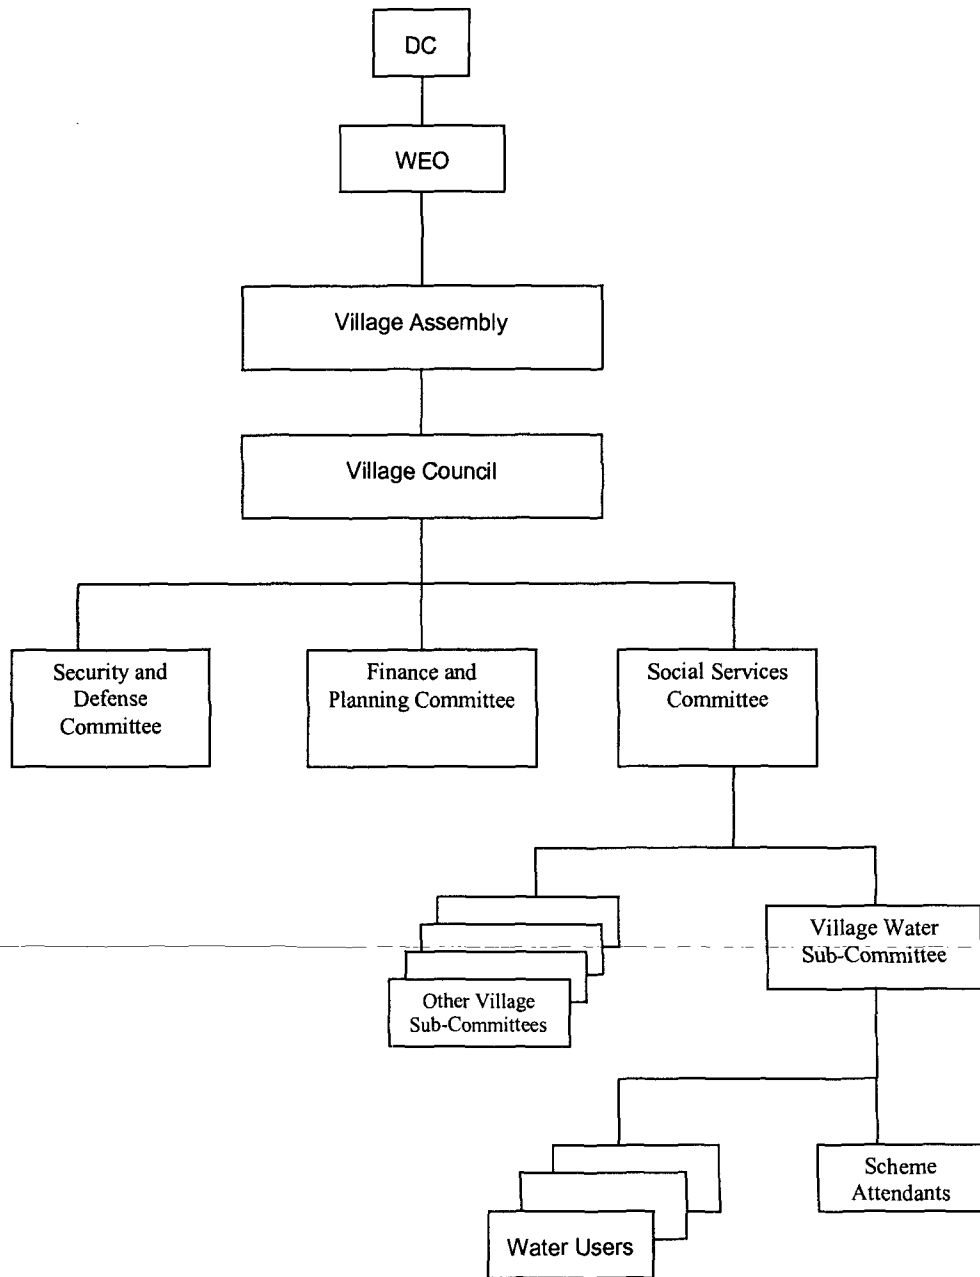 DC
WEO
Village Assembly
Village Council
Security and
Defense
Committee
Finance and
Planning Committee
Social Services
Committee
Village Water
Sub-Committee
Other Village
Sub-Committees
Scheme
Attendants
Water Users